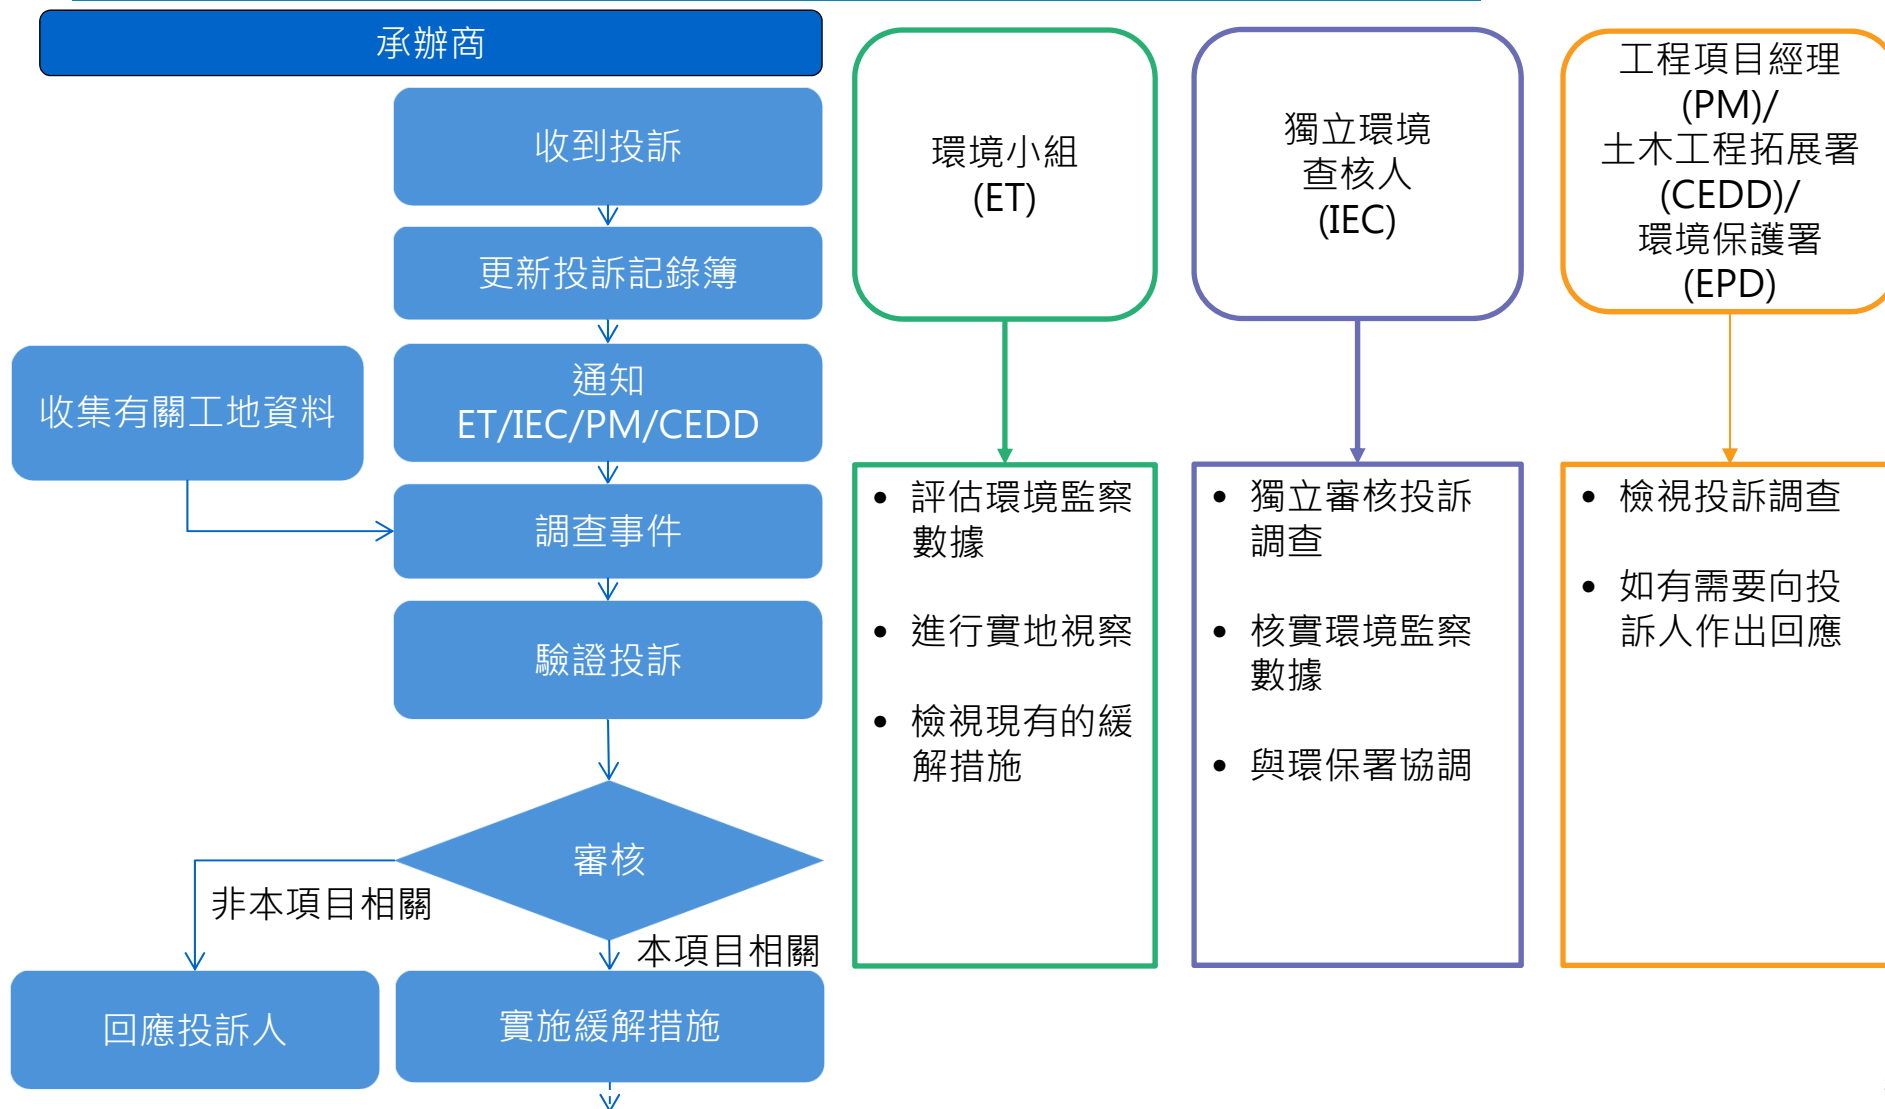 承辦商
收到投訴
更新投訴記錄簿
通知
ET/IEC/PM/CEDD
收集有關工地資料
調查事件
驗證投訴
審核
非本項目相關
本項目相關
回應投訴人
實施緩解措施
環境小組
(ET)
• 評估環境監察
數據
• 進行實地視察
• 檢視現有的緩
解措施
獨立環境
查核人
(IEC)
• 獨立審核投訴
調查
• 核實環境監察
數據
• 與環保署協調
工程項目經理
(PM)/
土木工程拓展署
(CEDD)/
環境保護署
(EPD)
• 檢視投訴調查
• 如有需要向投
訴人作出回應